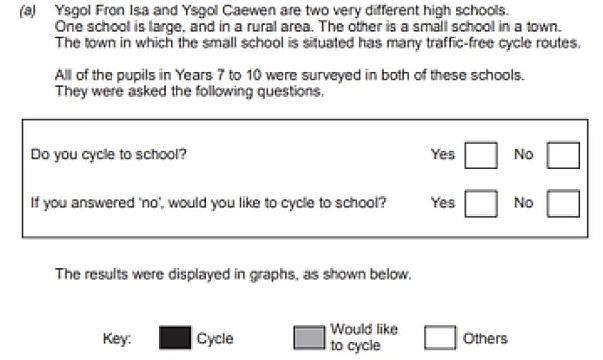 (a) Ysgol Fron Isa and Ysgol Caewen are two very different high schools.
One school is large, and in a rural area. The other is a small school in a town.
The town in which the small school is situated has many traffic-free cycle routes.
All of the pupils in Years 7 to 10 were surveyed in both of these schools.
They were asked the following questions.
Do you cycle to school? Yes No
If you answered 'no', would you like to cycle to school? Yes No
The results were displayed in graphs, as shown below.
Key: Cycle Would like to cycle Others